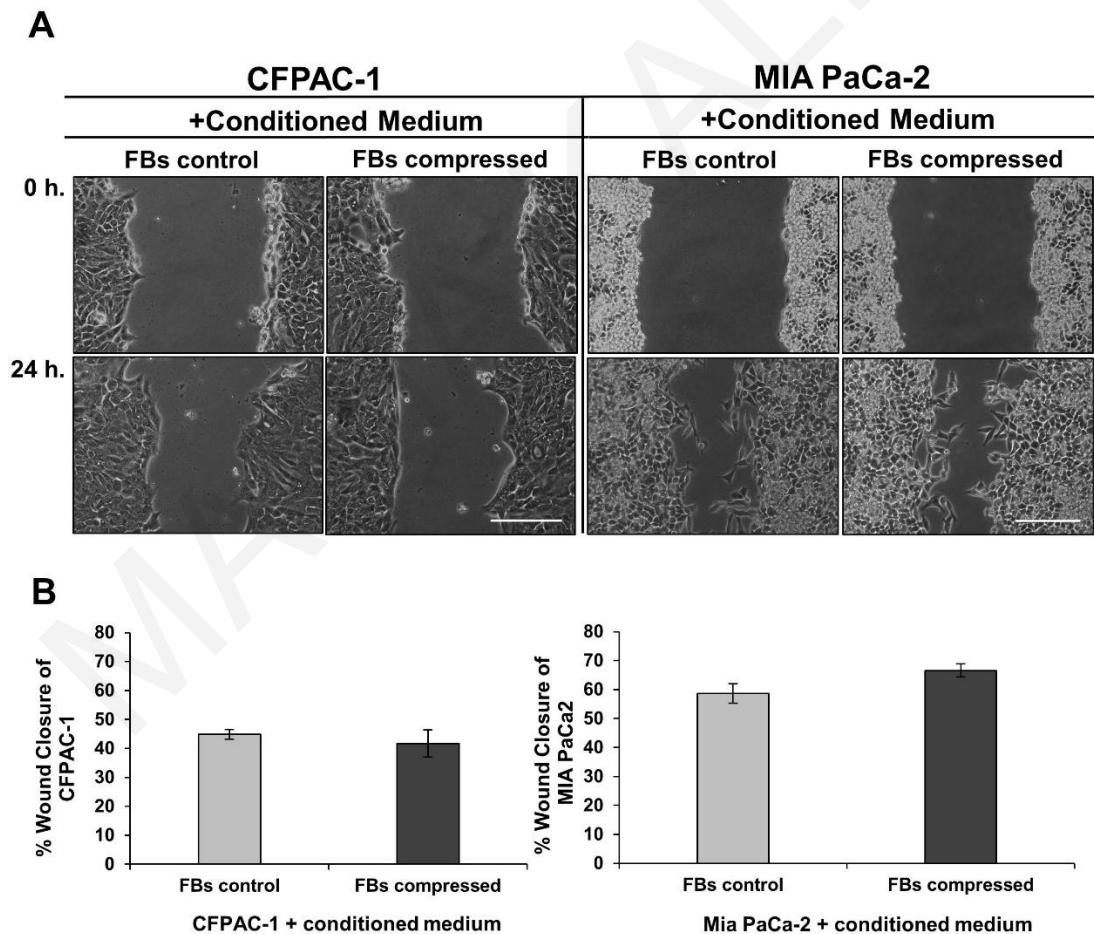 A
CFPAC-1 MIA PaCa-2
+Conditioned Medium +Conditioned Medium
FBs control FBs compressed FBs control FBs compressed
0 h.
24 h.
B
% Wound Closure of
CFPAC-1
80
70
60
50
40
30
20
10
0
FBs control FBs compressed
CFPAC-1 + conditioned medium
% Wound Closure of
MIA PaCa2
80
70
60
50
40
30
20
10
0
FBs control FBs compressed
Mia PaCa-2 + conditioned medium